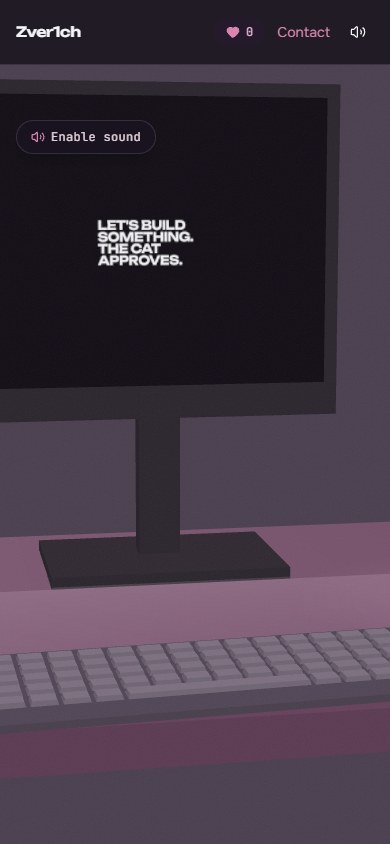 Zver1ch
0
Contact
Enable sound
LET'S BUILD
SOMETHING.
THE CAT
APPROVES.